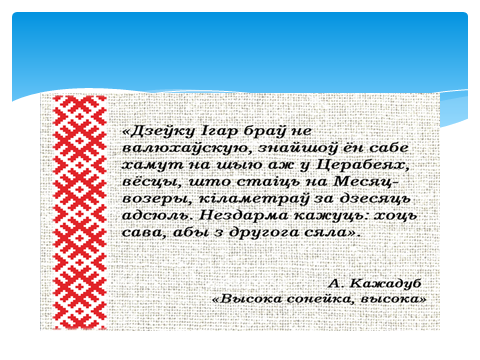 «Дзеўку Ігар браў не
валюхаўскую, знайшоў ён сабе
хамут на шыю аж у Церабеях,
вёсцы, што стаіць на Месяц-
возеры, кіламетраў за дзесяць
адсюль. Нездарма кажуць: хоць
сава, абы з другога сяла».
А. Кажадуб
«Высока сонейка, высока»